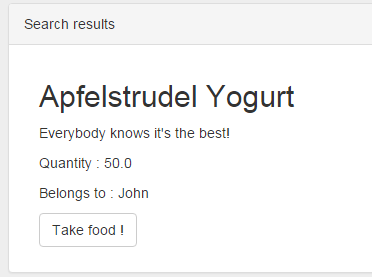 Search results
Apfelstrudel Yogurt
Everybody knows it's the best!
Quantity : 50.0
Belongs to : John
Take food !